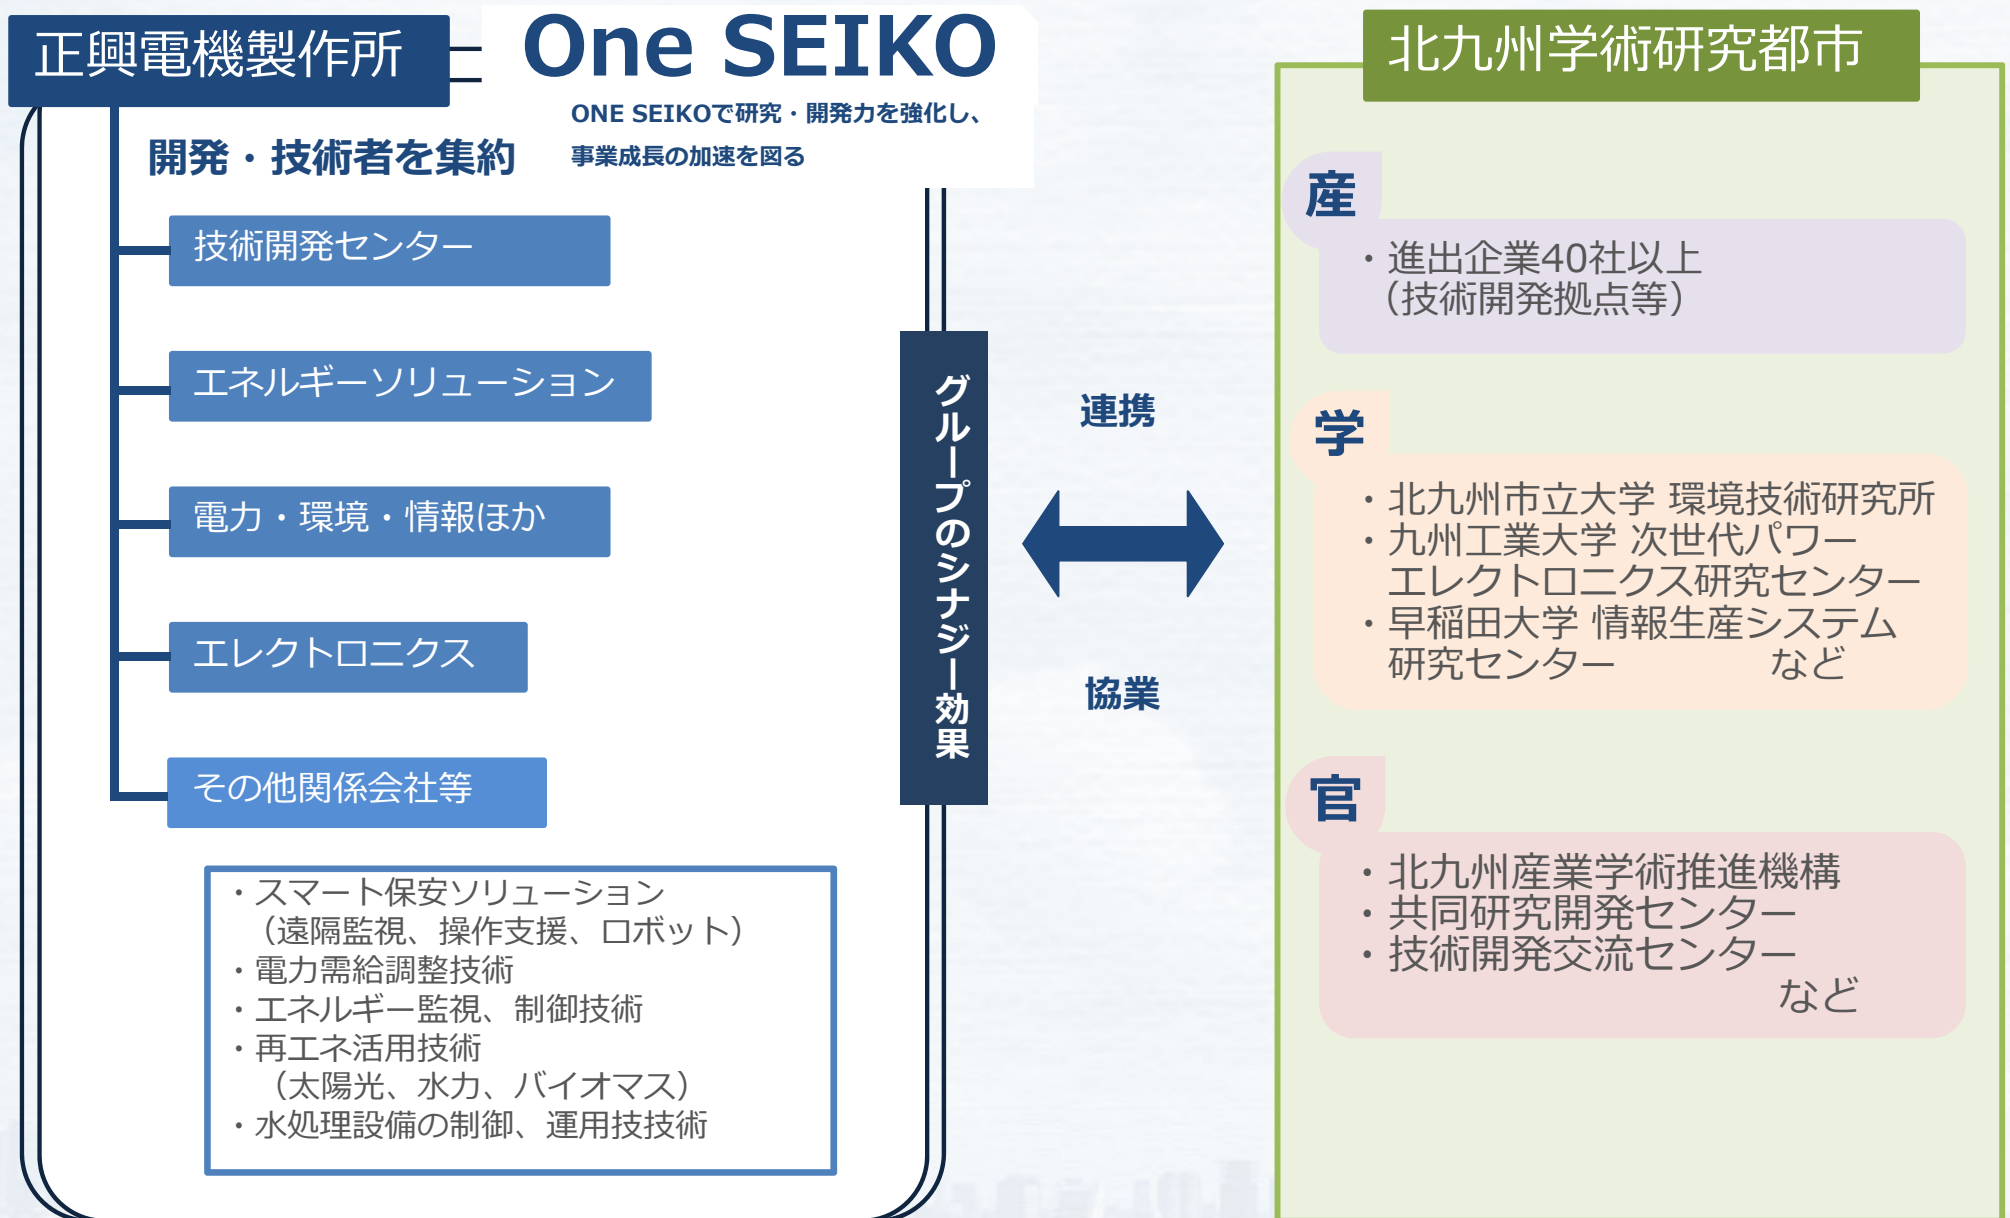 正興電機製作所
One SEIKO
ONE SEIKOで研究・開発力を強化し、
事業成長の加速を図る
開発・技術者を集約
技術開発センター
エネルギーソリューション
電力・環境・情報ほか
エレクトロニクス
その他関係会社等
・スマート保安ソリューション
（遠隔監視、操作支援、ロボット）
・電力需給調整技術
・エネルギー監視、制御技術
・再エネ活用技術
（太陽光、水力、バイオマス）
・水処理設備の制御、運用技技術
グループのシナジー効果
連携
協業
北九州学術研究都市
産
・進出企業40社以上
（技術開発拠点等）
学
・北九州市立大学 環境技術研究所
・九州工業大学 次世代パワー
エレクトロニクス研究センター
・早稲田大学 情報生産システム
研究センター　　　　など
官
・北九州産業学術推進機構
・共同研究開発センター
・技術開発交流センター
など